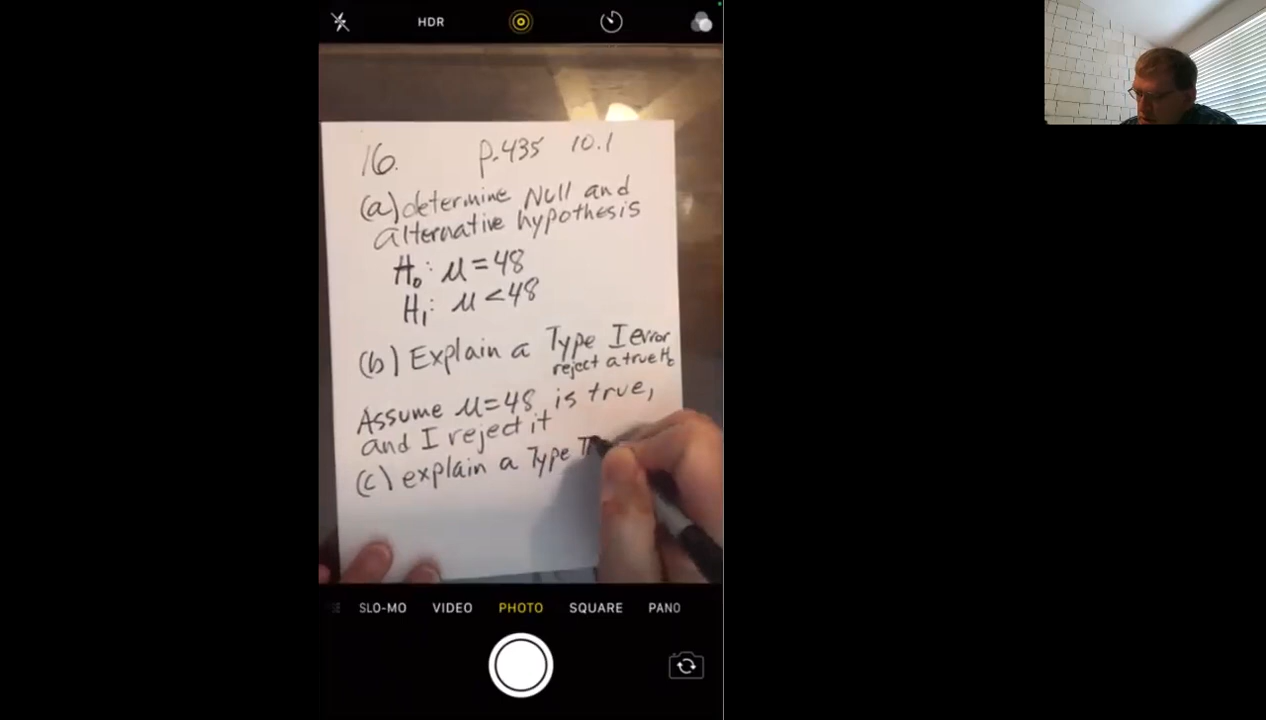 HDR
16. p.435 10.1
(a) determine Null and
alternative hypothesis
H₀: μ = 48
H₁: μ < 48
(b) Explain a Type I error
reject a true H₀
Assume μ = 48 is true,
and I reject it
(c) explain a Type
SLO-MO VIDEO PHOTO SQUARE PANO